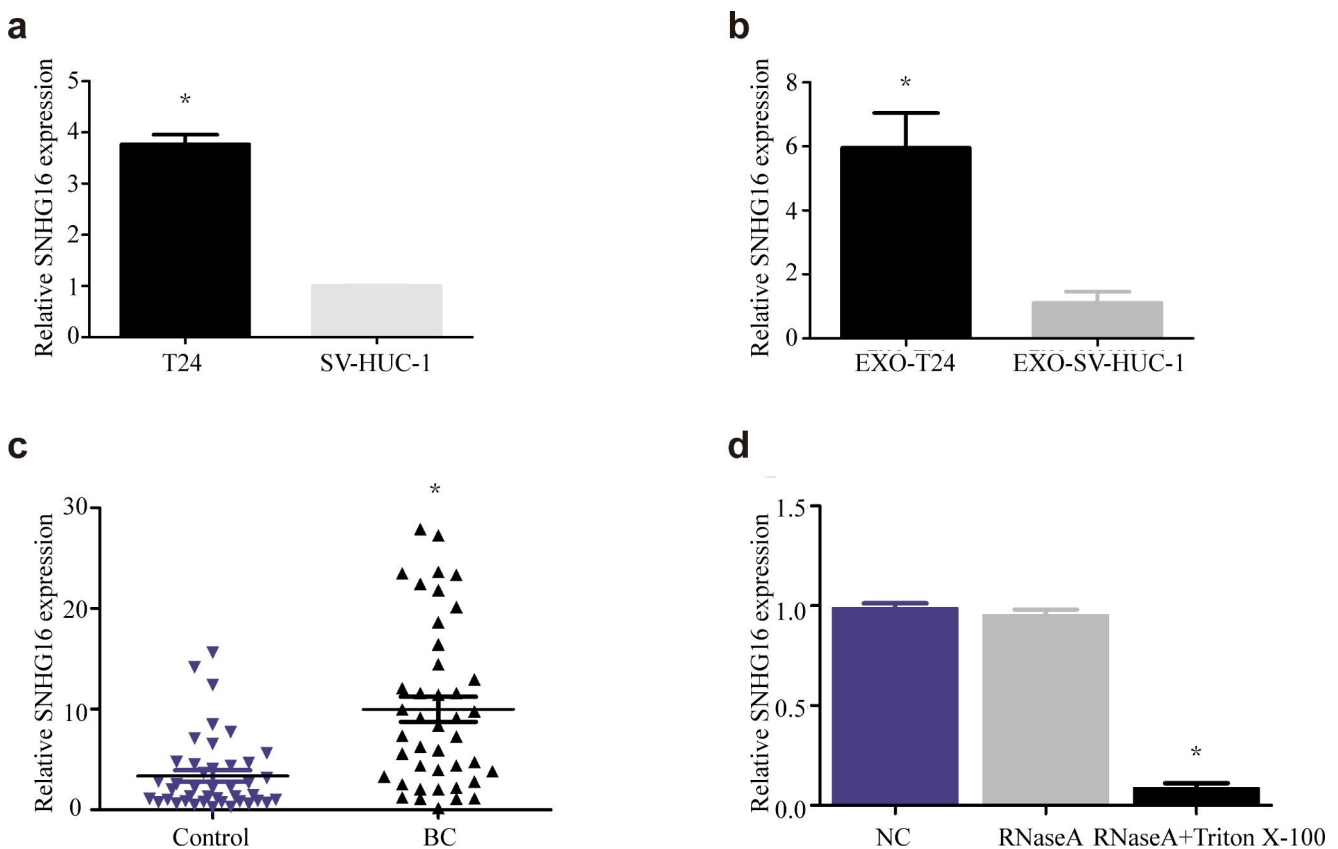 a
Relative SNHG16 expression
5
4
3
2
1
0
*
T24
SV-HUC-1
b
Relative SNHG16 expression
8
6
4
2
0
*
EXO-T24
EXO-SV-HUC-1
c
Relative SNHG16 expression
30
20
10
0
*
Control
BC
d
Relative SNHG16 expression
1.5
1.0
0.5
0.0
*
NC
RNaseA
RNaseA+Triton X-100